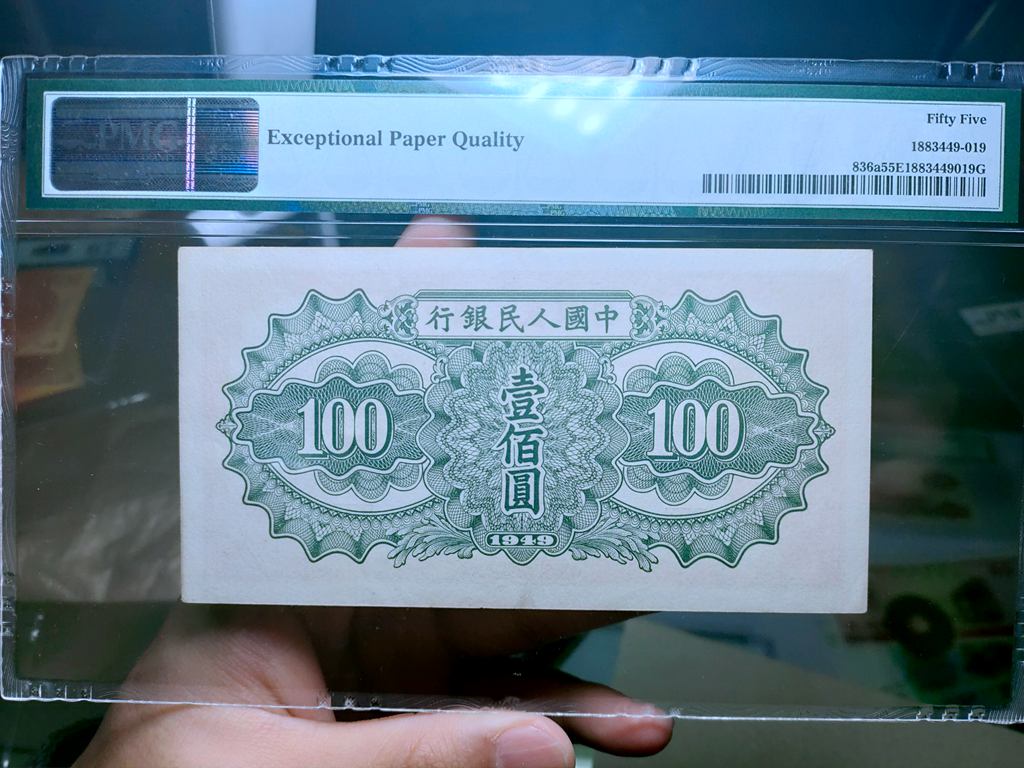 PMG
Exceptional Paper Quality
Fifty Five
1883449-019
836a55E1883449019G
行銀民人國中
壹佰圓
100
100
1949